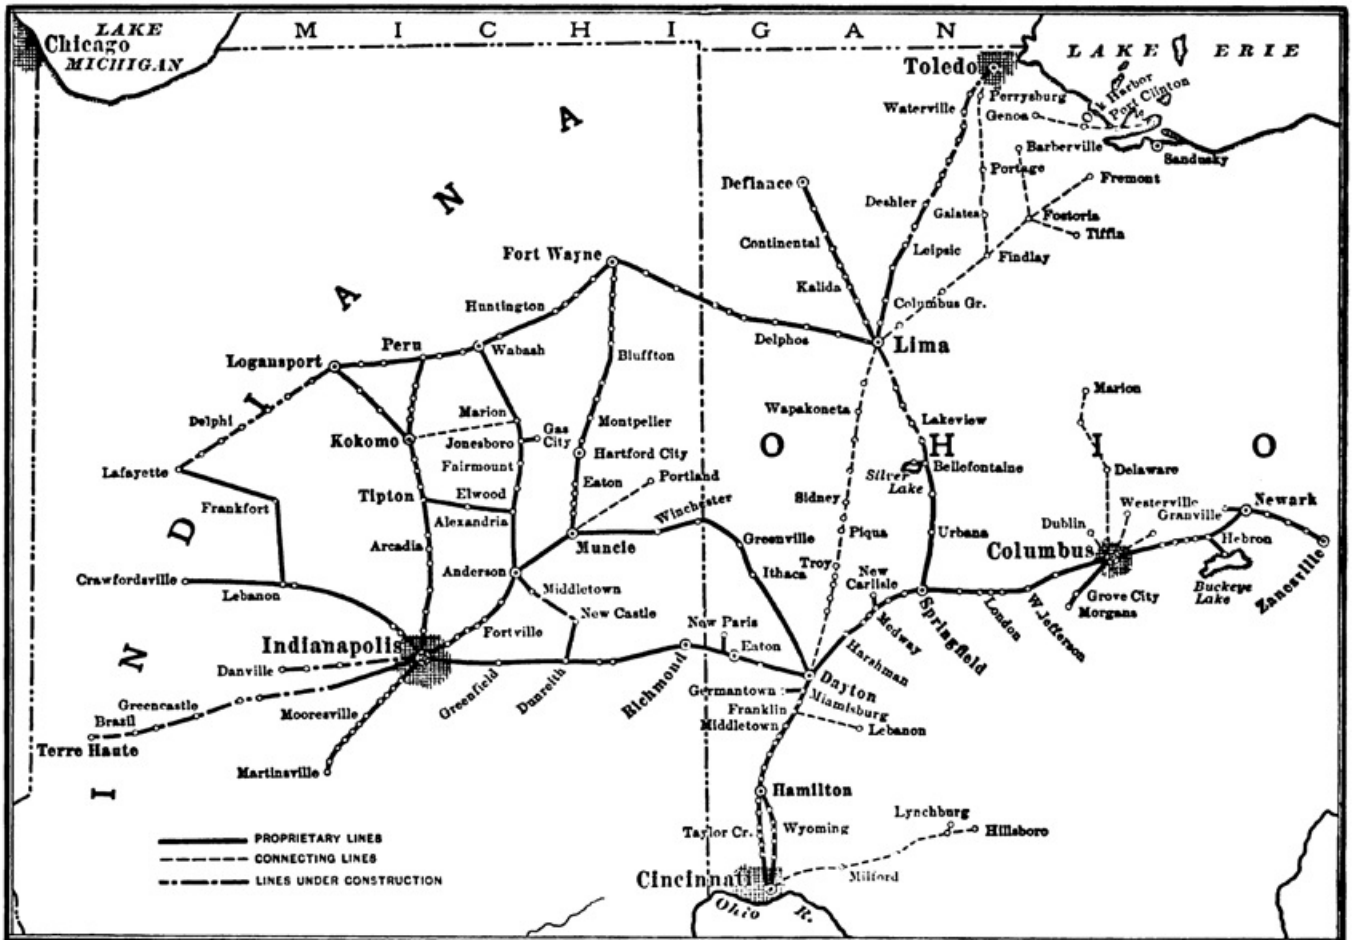 LAKE
MICHIGAN
Chicago
M I C H I G A N
LAKE ERIE
Toledo
Perrysburg
Waterville
Genoa
Port Clinton
Barberville
Sandusky
Portage
Fremont
Defiance
Deshler
Galatea
Fostoria
Tiffin
Continental
Leipsic
Findlay
Fort Wayne
Kalida
Columbus Gr.
Huntington
Delphos
Lima
Peru
Wabash
Logansport
Bluffton
Delphi
Marion
Wapakoneta
Lakeview
Marion
Montpelier
Kokomo
Jonesboro
Gas
City
O H I O
Hartford City
Silver
Lake
Bellefontaine
Delaware
Lafayette
Fairmount
Eaton
Portland
Frankfort
Tipton
Elwood
Alexandria
Winchester
Sidney
Westerville
Granville
Newark
Arcadia
Muncie
Greenville
Piqua
Urbana
Dublin
Columbus
Hebron
Crawfordsville
Lebanon
Anderson
Middletown
Ithaca
Troy
New
Carlisle
Buckeye
Lake
Zanesville
New Castle
Springfield
London
W. Jefferson
Grove City
Morgans
Indianapolis
Fortville
New Paris
Eaton
Medway
Harshman
Danville
Greenfield
Dunreith
Richmond
Dayton
Greencastle
Mooresville
Germantown
Miamisburg
Brazil
Franklin
Middletown
Lebanon
Terre Haute
Martinsville
I N D I A N A
Hamilton
Taylor Cr.
Wyoming
Lynchburg
Hillsboro
PROPRIETARY LINES
CONNECTING LINES
LINES UNDER CONSTRUCTION
Cincinnati
Milford
Ohio R.